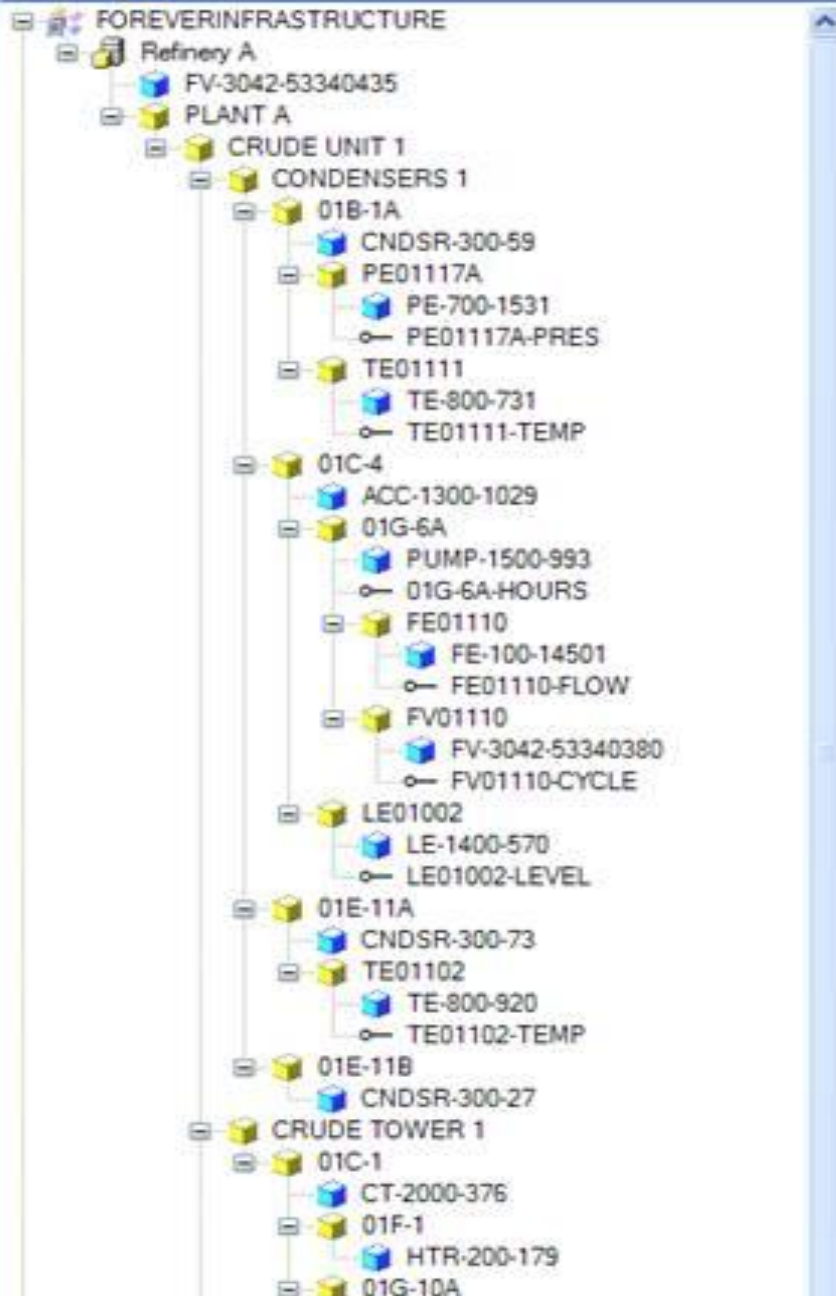 FOREVERINFRASTRUCTURE
Refinery A
FV-3042-53340435
PLANT A
CRUDE UNIT 1
CONDENSERS 1
01B-1A
CNDSR-300-59
PE01117A
PE-700-1531
PE01117A-PRES
TE01111
TE-800-731
TE01111-TEMP
01C-4
ACC-1300-1029
01G-6A
PUMP-1500-993
01G-6A-HOURS
FE01110
FE-100-14501
FE01110-FLOW
FV01110
FV-3042-53340380
FV01110-CYCLE
LE01002
LE-1400-570
LE01002-LEVEL
01E-11A
CNDSR-300-73
TE01102
TE-800-920
TE01102-TEMP
01E-11B
CNDSR-300-27
CRUDE TOWER 1
01C-1
CT-2000-376
01F-1
HTR-200-179
01G-10A